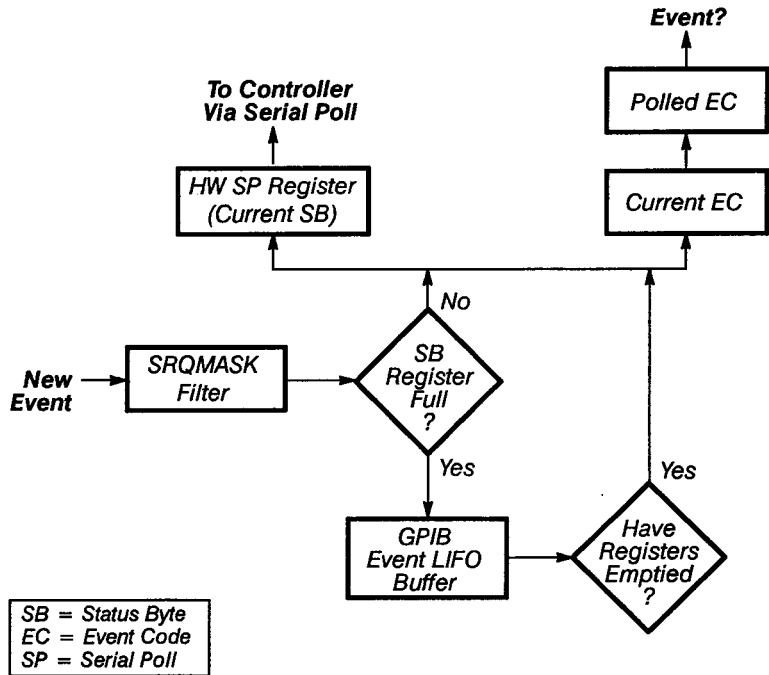 Event?
To Controller
Via Serial Poll
Polled EC
HW SP Register
(Current SB)
Current EC
No
New
Event
SRQMASK
Filter
SB
Register
Full
?
Yes
Yes
GPIB
Event LIFO
Buffer
Have
Registers
Emptied
?
SB = Status Byte
EC = Event Code
SP = Serial Poll